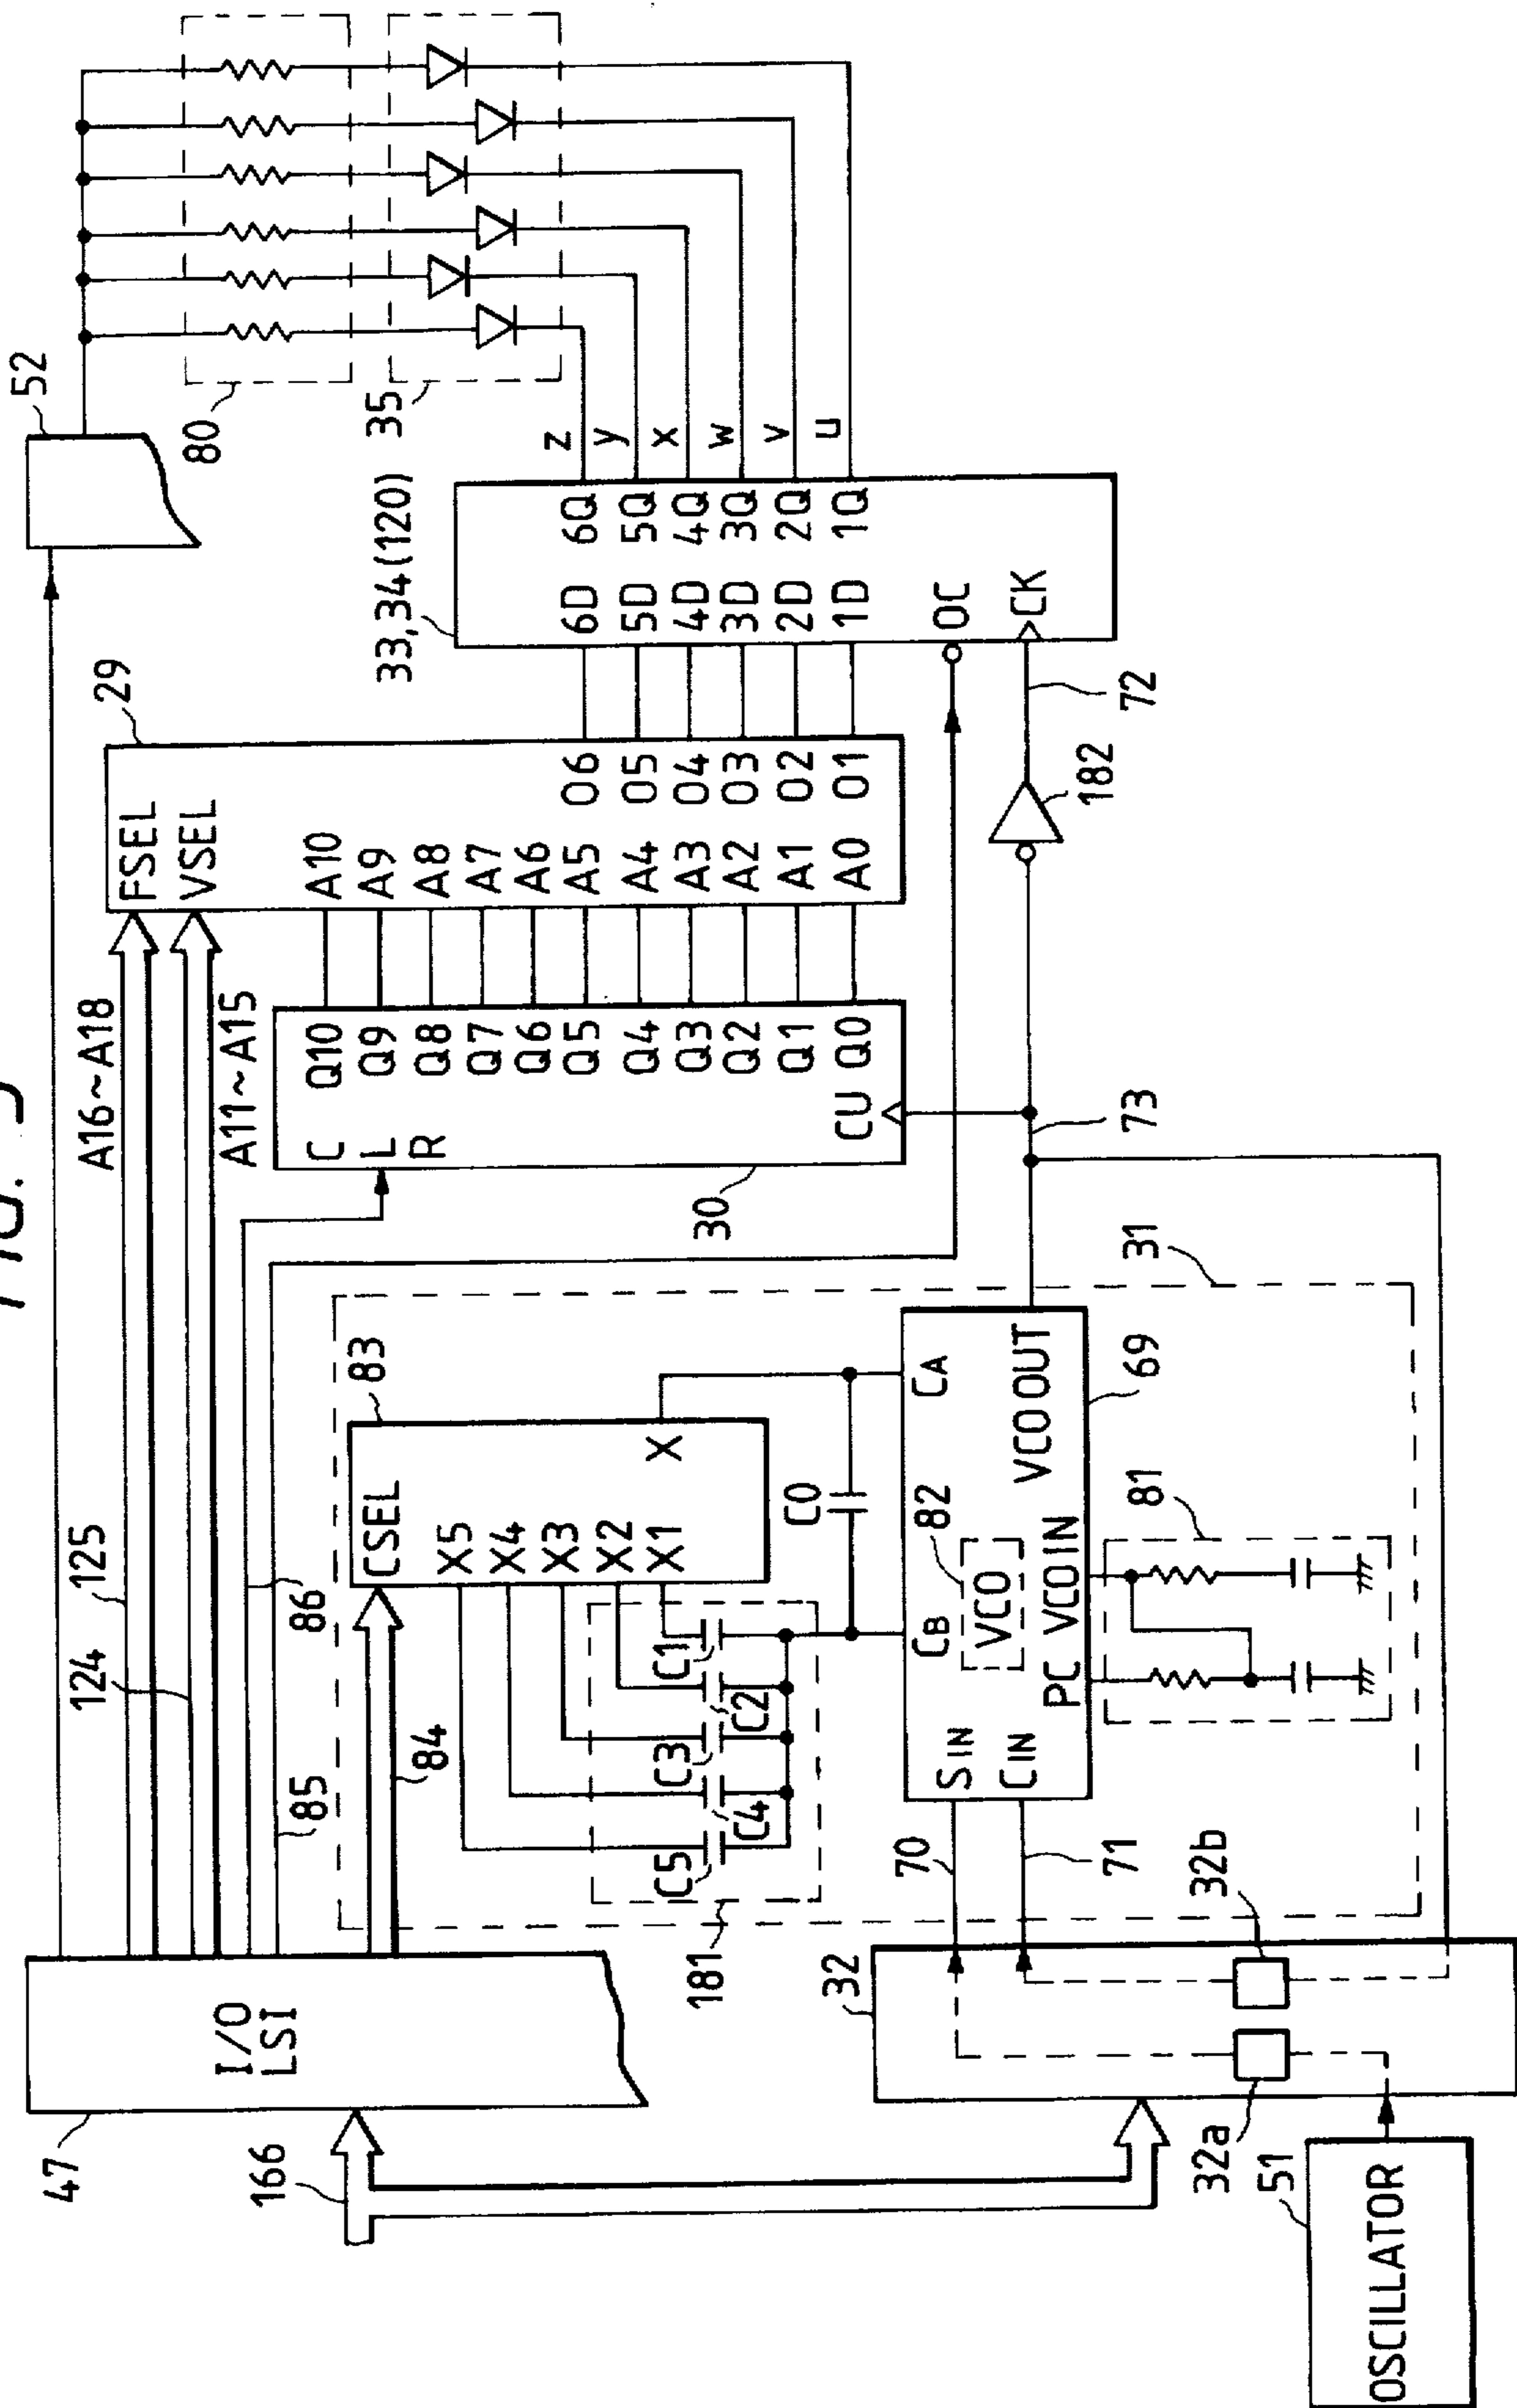 FIG. 5
47
I/O
LSI
166
125
124
86
85
84
A16~A18
A11~A15
52
80
35
83
CSEL
X5
X4
X3
X2
X1
X
C1
C2
C3
C4
C5
181
C0
30
C
L
R
Q10
Q9
Q8
Q7
Q6
Q5
Q4
Q3
Q2
Q1
CU Q0
29
FSEL
VSEL
A10
A9
A8
A7
A6
A5
A4
A3
A2
A1
A0
O6
O5
O4
O3
O2
O1
33,34(120)
6D 6Q
5D 5Q
4D 4Q
3D 3Q
2D 2Q
1D 1Q
OC
CK
z
y
x
w
v
u
31
CB
CA
82
VCO
SIN
CIN
VCOOUT
PC VCOIN
69
81
70
71
73
182
72
32
32a
32b
51
OSCILLATOR